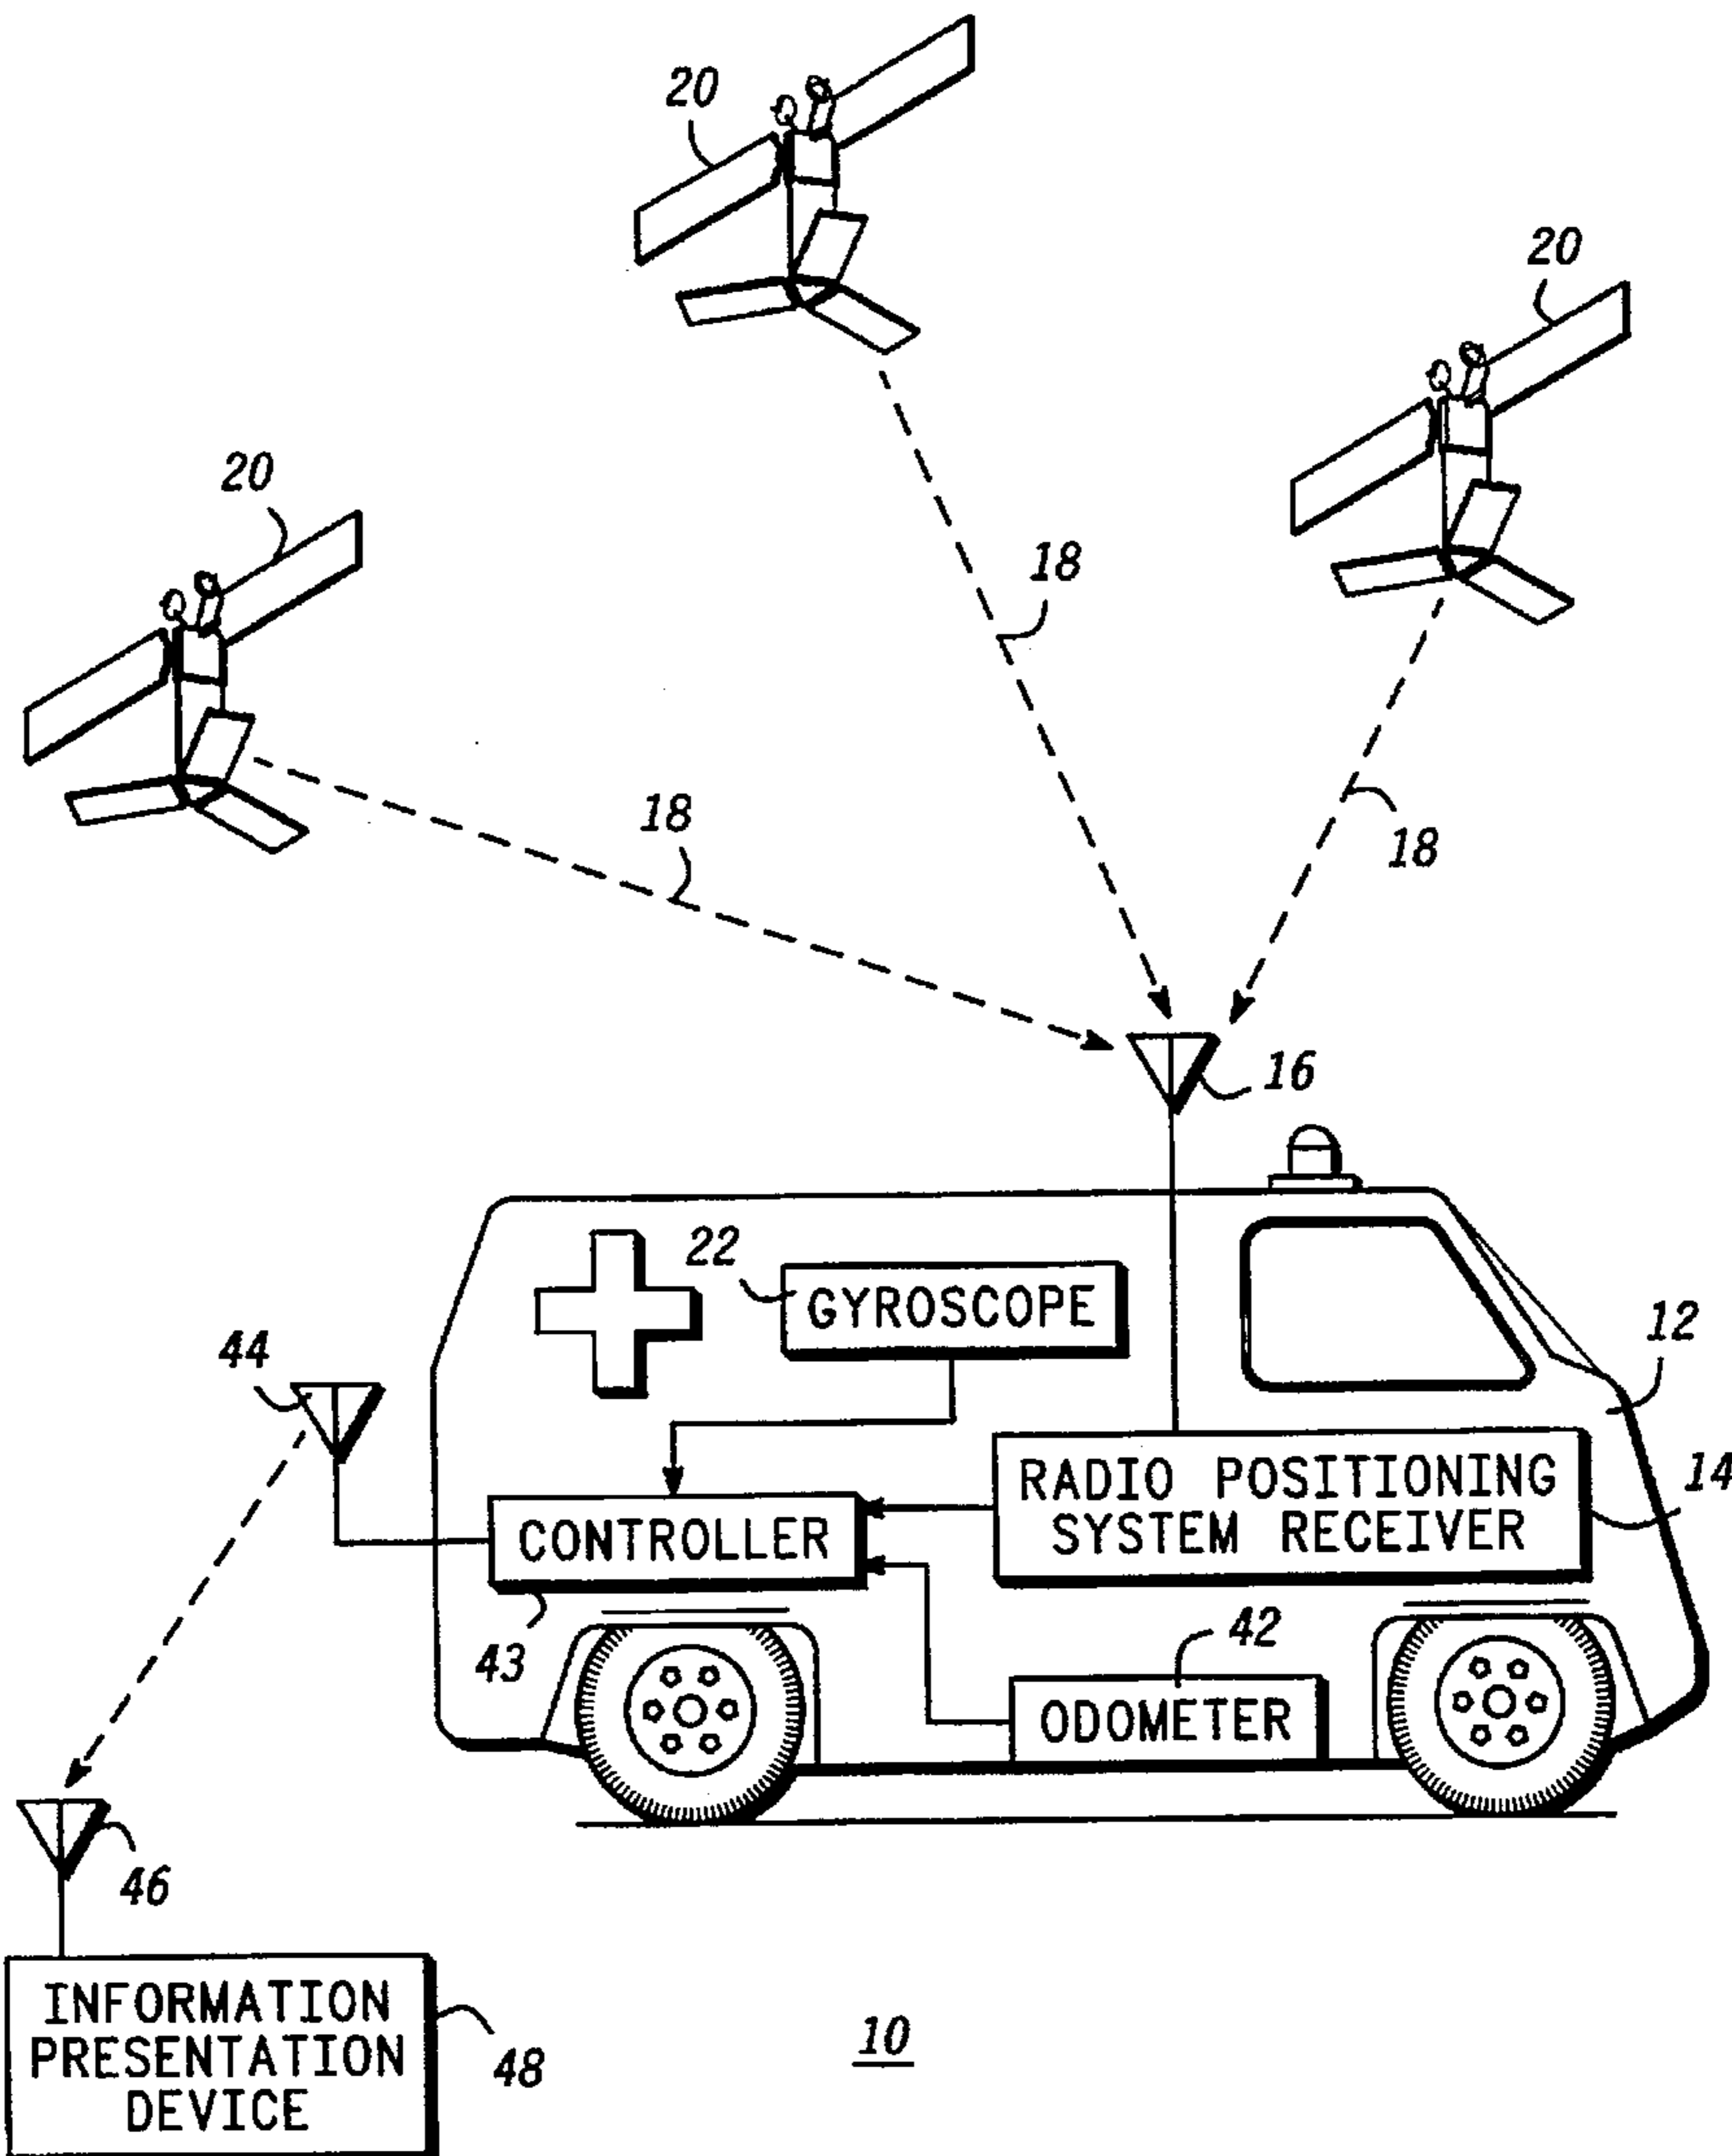 20
20
20
18
18
18
16
22
GYROSCOPE
12
44
RADIO POSITIONING
SYSTEM RECEIVER
14
CONTROLLER
43
42
ODOMETER
46
INFORMATION
PRESENTATION
DEVICE
48
10